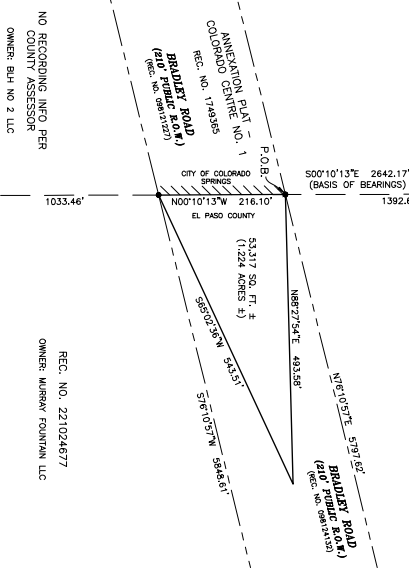 NO RECORDING INFO PER
COUNTY ASSESSOR
OWNER: BLH NO 2 LLC
BRADLEY ROAD
(210' PUBLIC R.O.W.)
(REC. NO. 098121227)
ANNEXATION PLAT -
COLORADO CENTRE NO. 1
REC. NO. 1749365
P.O.B.
S00°10'13"E 2642.17'
(BASIS OF BEARINGS)
1033.46'
CITY OF COLORADO
SPRINGS
N00°10'13"W 216.10'
EL PASO COUNTY
1392.6
53,317 SQ. FT. ±
(1.224 ACRES ±)
N88°27'54"E 493.58'
S65°02'36"W 543.51'
S76°10'57"W 5848.61'
N76°10'57"E 5797.62'
BRADLEY ROAD
(210' PUBLIC R.O.W.)
(REC. NO. 098124132)
REC. NO. 221024677
OWNER: MURRAY FOUNTAIN LLC